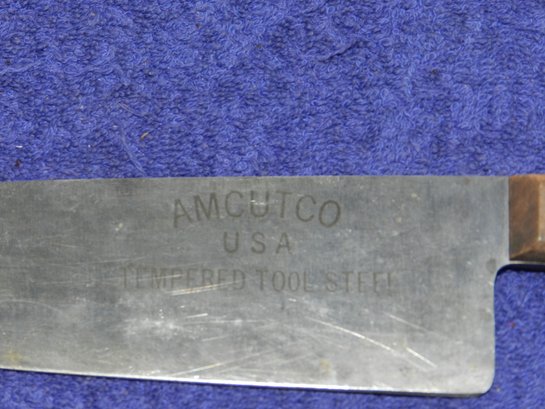 AMCUTCO
USA
TEMPERED TOOL STEEL